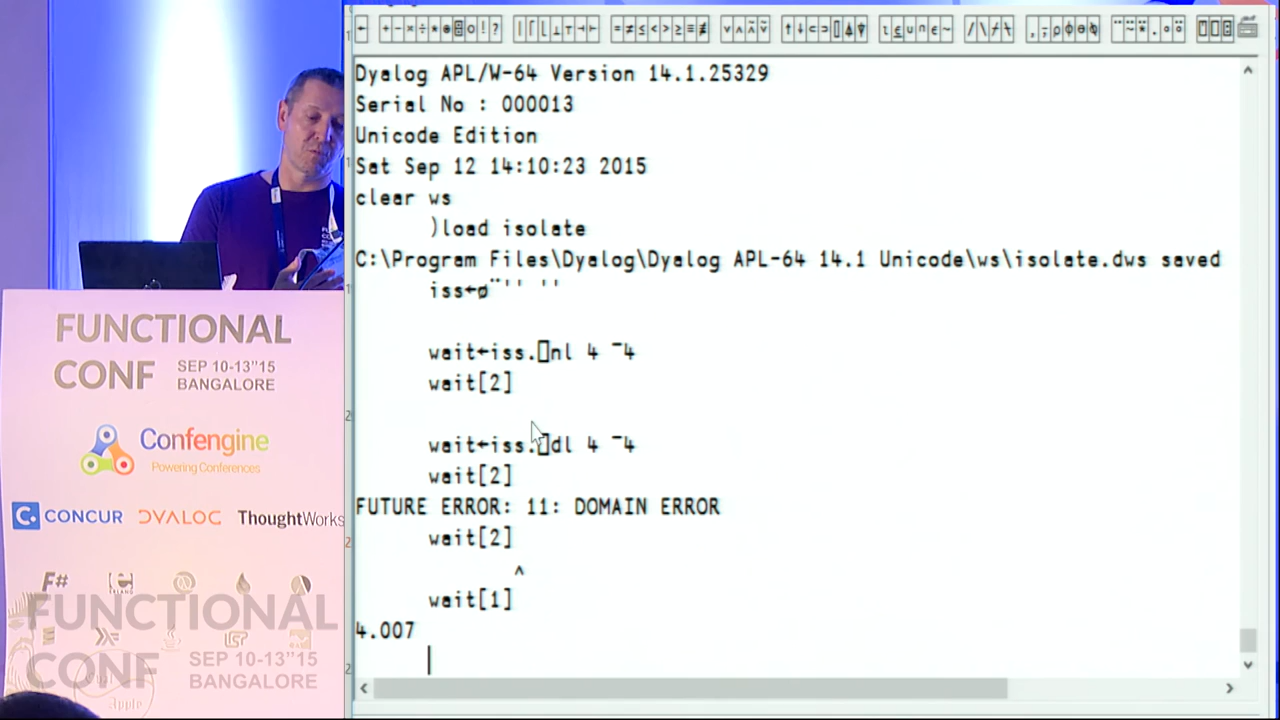 Dyalog APL/W-64 Version 14.1.25329
Serial No : 000013
Unicode Edition
Sat Sep 12 14:10:23 2015
clear ws
)load isolate
C:\Program Files\Dyalog\Dyalog APL-64 14.1 Unicode\ws\isolate.dws saved
iss←ø¨'' ''
wait←iss.⎕nl 4 ¯4
wait[2]
wait←iss.⎕dl 4 ¯4
wait[2]
FUTURE ERROR: 11: DOMAIN ERROR
wait[2]
^
wait[1]
4.007
FUNCTIONAL
CONF SEP 10-13"15
BANGALORE
Confengine
Powering Conferences
CONCUR DYALOC ThoughtWorks
F# ERLANG
FUNCTIONAL
CONF SEP 10-13"15
BANGALORE
Apple